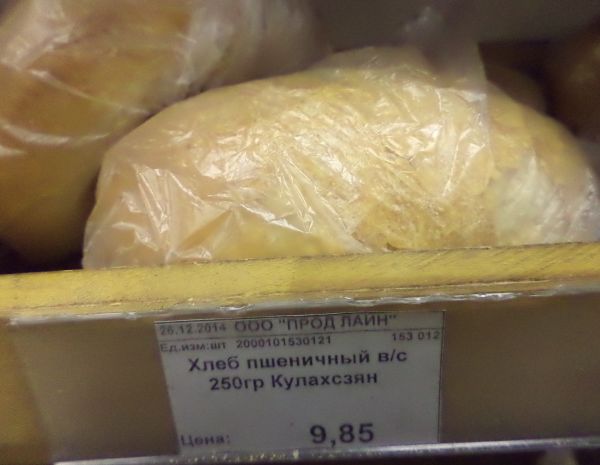 26.12.2014 ООО "ПРОД ЛАЙН"
Ед.изм:шт 2000101530121 153 012
Хлеб пшеничный в/с
250гр Кулахсзян
Цена: 9,85